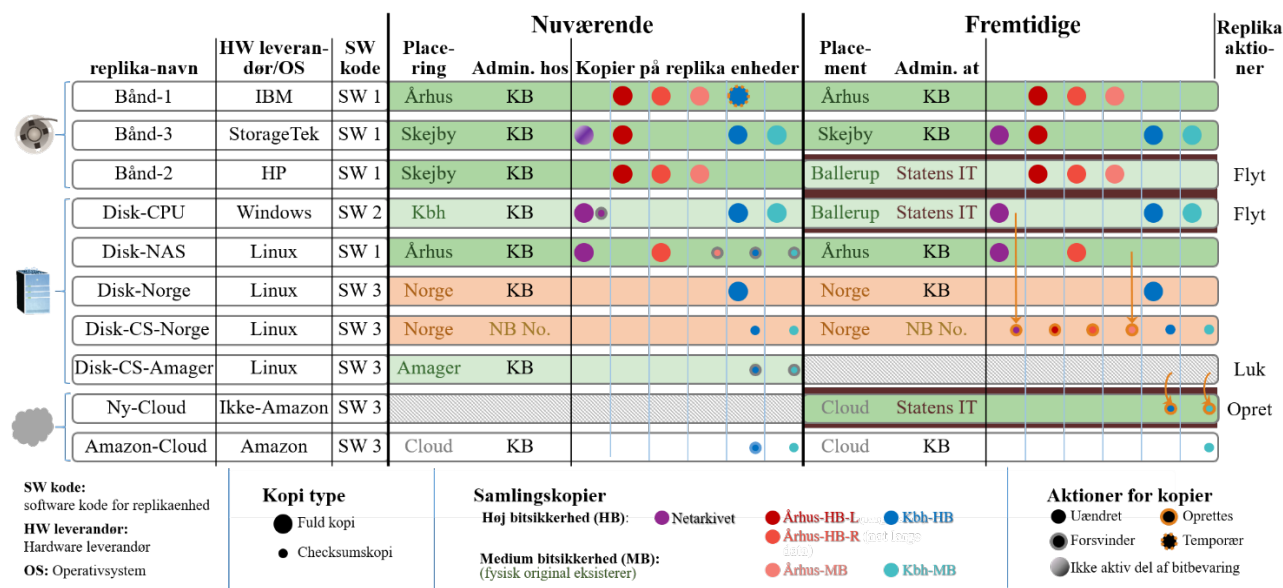 Nuværende Fremtidige
replika-navn HW leveran-dør/OS SW kode Place-ring Admin. hos Kopier på replika enheder Place-ment Admin. at Replika aktio-ner
Bånd-1 IBM SW 1 Århus KB Århus KB
Bånd-3 StorageTek SW 1 Skejby KB Skejby KB
Bånd-2 HP SW 1 Skejby KB Ballerup Statens IT Flyt
Disk-CPU Windows SW 2 Kbh KB Ballerup Statens IT Flyt
Disk-NAS Linux SW 1 Århus KB Århus KB
Disk-Norge Linux SW 3 Norge KB Norge KB
Disk-CS-Norge Linux SW 3 Norge NB No. Norge NB No.
Disk-CS-Amager Linux SW 3 Amager KB Luk
Ny-Cloud Ikke-Amazon SW 3 Cloud Statens IT Opret
Amazon-Cloud Amazon SW 3 Cloud KB Cloud KB
SW kode:
software kode for replikaenhed
HW leverandør:
Hardware leverandør
OS: Operativsystem
Kopi type
Fuld kopi
Checksumskopi
Samlingskopier
Høj bitsikkerhed (HB): Netarkivet Århus-HB-L Kbh-HB
Århus-HB-R
Medium bitsikkerhed (MB):
(fysisk original eksisterer) Århus-MB Kbh-MB
Aktioner for kopier
Uændret Oprettes
Forsvinder Temporær
Ikke aktiv del af bitbevaring